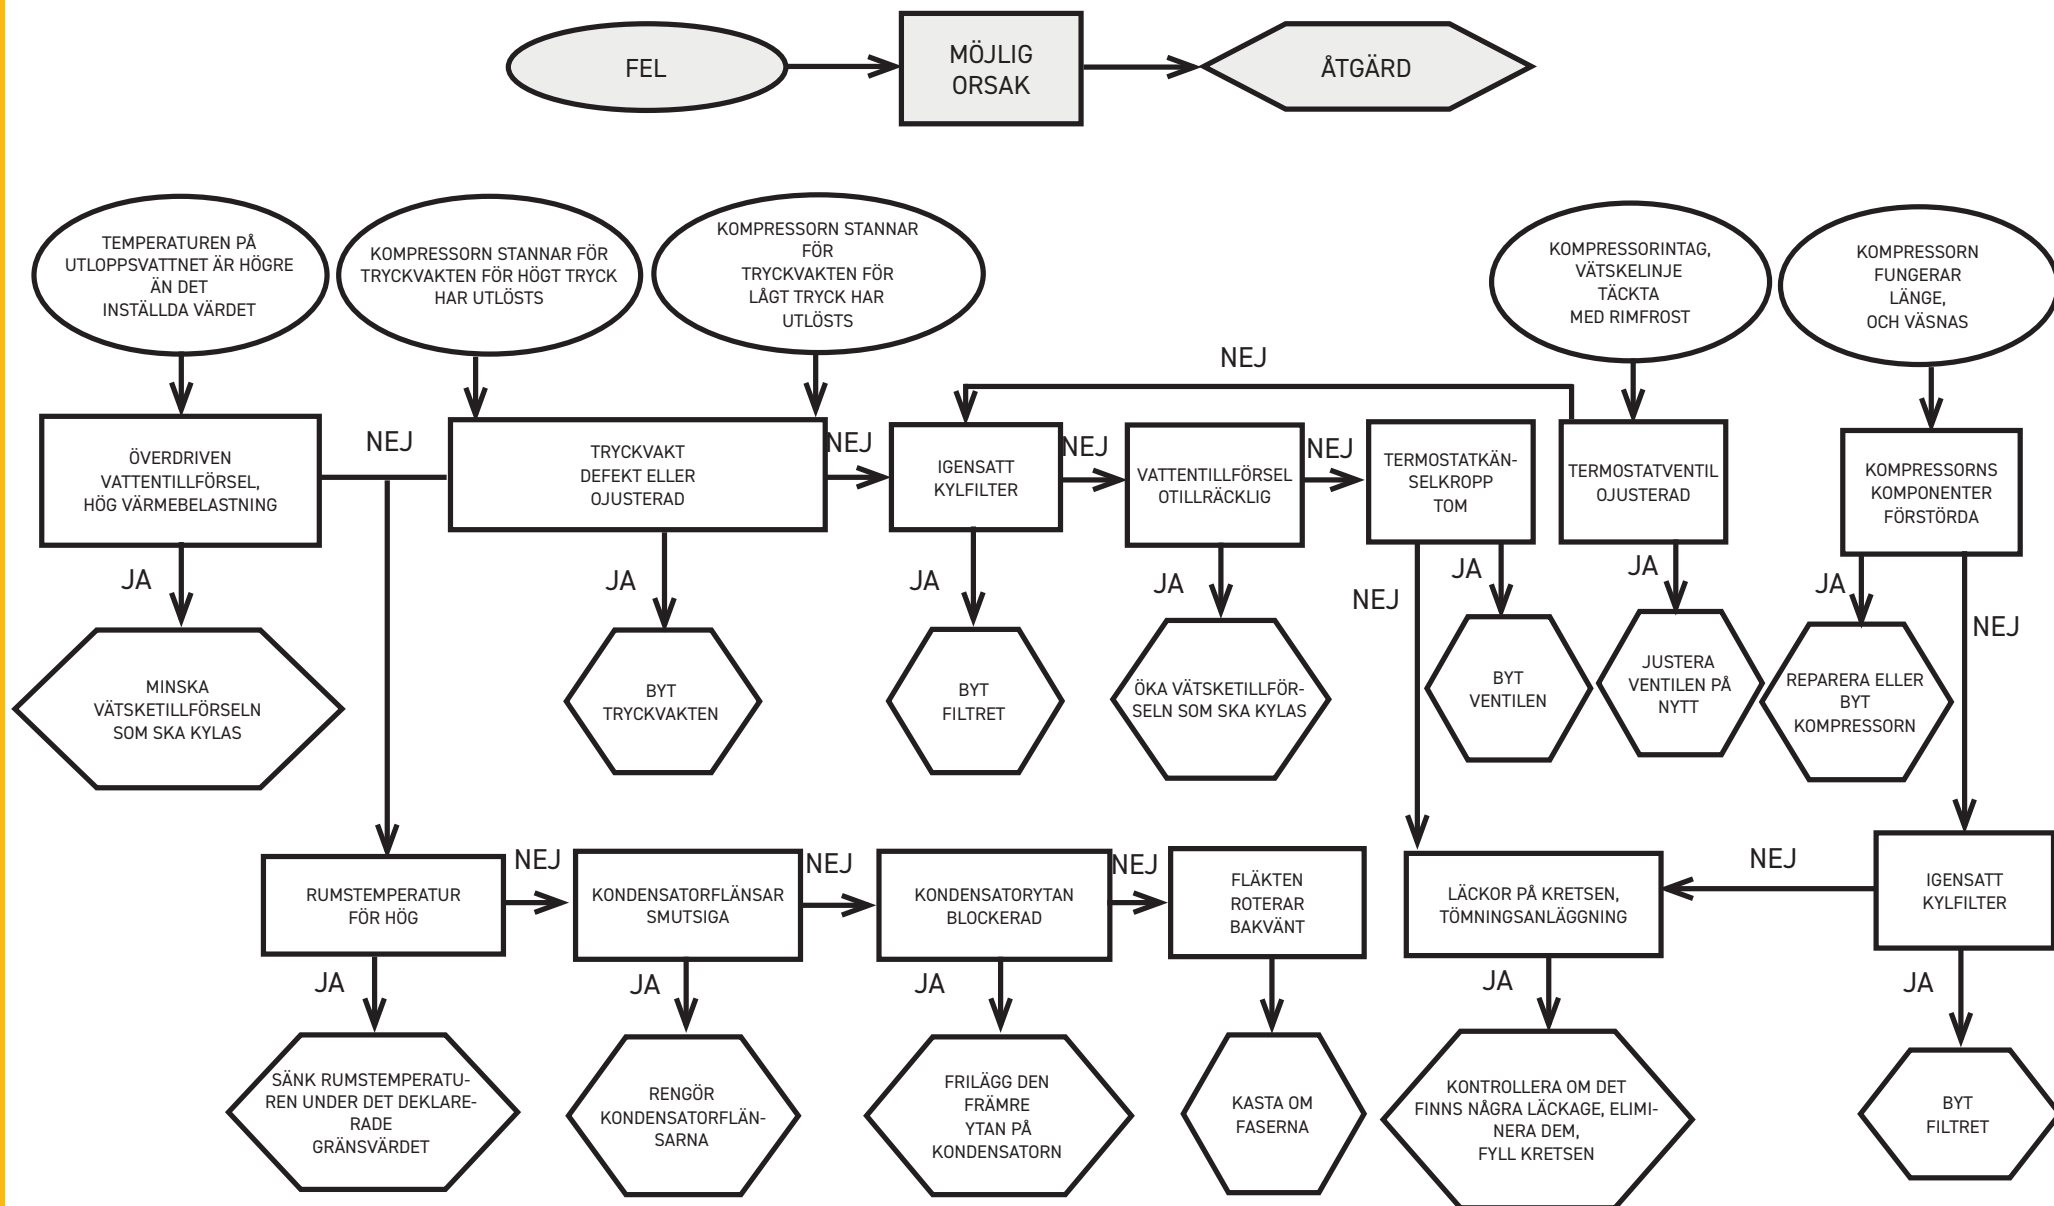 FEL
MÖJLIG
ORSAK
ÅTGÄRD
TEMPERATUREN PÅ
UTLOPPSVATTNET ÄR HÖGRE
ÄN DET
INSTÄLLDA VÄRDET
KOMPRESSORN STANNAR FÖR
TRYCKVAKTEN FÖR HÖGT TRYCK
HAR UTLÖSTS
KOMPRESSORN STANNAR
FÖR
TRYCKVAKTEN FÖR
LÅGT TRYCK HAR
UTLÖSTS
KOMPRESSORINTAG,
VÄTSKELINJE
TÄCKTA
MED RIMFROST
KOMPRESSORN
FUNGERAR
LÄNGE,
OCH VÄSNAS
NEJ
ÖVERDRIVEN
VATTENTILLFÖRSEL,
HÖG VÄRMEBELASTNING
NEJ
TRYCKVAKT
DEFEKT ELLER
OJUSTERAD
NEJ
IGENSATT
KYLFILTER
NEJ
VATTENTILLFÖRSEL
OTILLRÄCKLIG
NEJ
TERMOSTATKÄN-
SELKROPP
TOM
TERMOSTATVENTIL
OJUSTERAD
KOMPRESSORNS
KOMPONENTER
FÖRSTÖRDA
JA
JA
JA
JA
NEJ
JA
JA
JA
NEJ
MINSKA
VÄTSKETILLFÖRSELN
SOM SKA KYLAS
BYT
TRYCKVAKTEN
BYT
FILTRET
ÖKA VÄTSKETILLFÖR-
SELN SOM SKA KYLAS
BYT
VENTILEN
JUSTERA
VENTILEN PÅ
NYTT
REPARERA ELLER
BYT
KOMPRESSORN
RUMSTEMPERATUR
FÖR HÖG
NEJ
KONDENSATORFLÄNSAR
SMUTSIGA
NEJ
KONDENSATORYTAN
BLOCKERAD
NEJ
FLÄKTEN
ROTERAR
BAKVÄNT
LÄCKOR PÅ KRETSEN,
TÖMNINGSANLÄGGNING
NEJ
IGENSATT
KYLFILTER
JA
JA
JA
JA
JA
SÄNK RUMSTEMPERATU-
REN UNDER DET DEKLARE-
RADE
GRÄNSVÄRDET
RENGÖR
KONDENSATORFLÄN-
SARNA
FRILÄGG DEN
FRÄMRE
YTAN PÅ
KONDENSATORN
KASTA OM
FASERNA
KONTROLLERA OM DET
FINNS NÅGRA LÄCKAGE, ELIMI-
NERA DEM,
FYLL KRETSEN
BYT
FILTRET